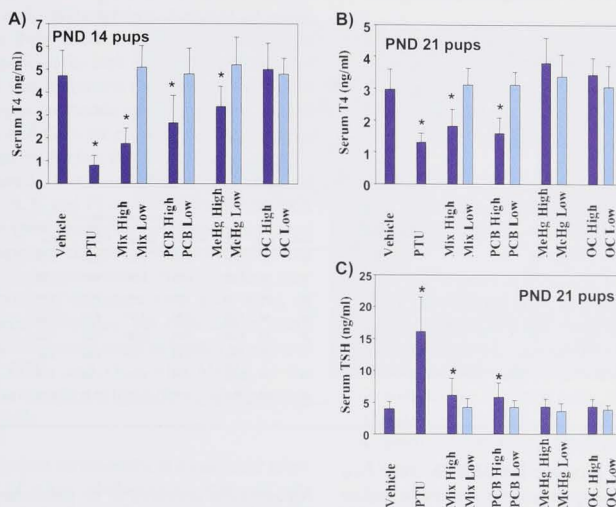 A)
PND 14 pups
Serum T4 (ng/ml)
7
6
5
4
3
2
1
0
*
*
*
*
Vehicle
PTU
Mix High
Mix Low
PCB High
PCB Low
MeHg High
MeHg Low
OC High
OC Low
B)
PND 21 pups
Serum T4 (ng/ml)
5
4
3
2
1
0
*
*
*
Vehicle
PTU
Mix High
Mix Low
PCB High
PCB Low
MeHg High
MeHg Low
OC High
OC Low
C)
PND 21 pups
Serum TSH (ng/ml)
25
20
15
10
5
0
*
*
*
Vehicle
PTU
Mix High
Mix Low
PCB High
PCB Low
MeHg High
MeHg Low
OC High
OC Low